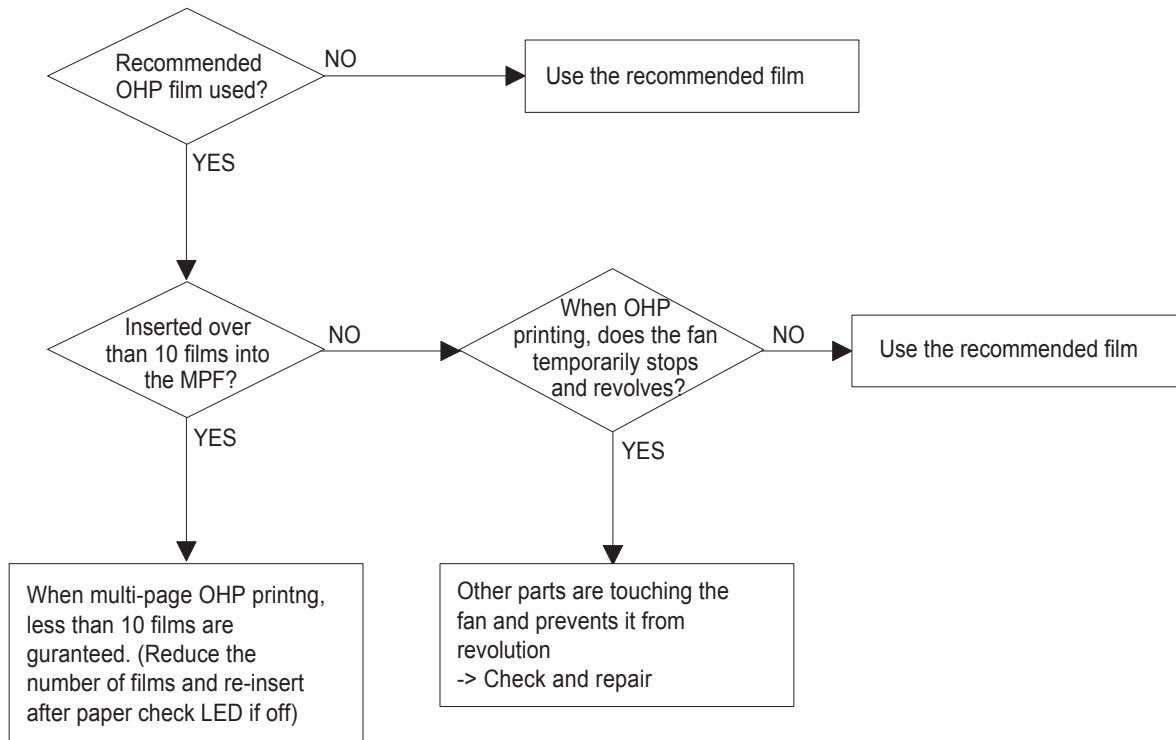 Recommended
OHP film used?
NO
Use the recommended film
YES
Inserted over
than 10 films into
the MPF?
NO
When OHP
printing, does the fan
temporarily stops
and revolves?
NO
Use the recommended film
YES
YES
When multi-page OHP printng,
less than 10 films are
guranteed. (Reduce the
number of films and re-insert
after paper check LED if off)
Other parts are touching the
fan and prevents it from
revolution
-> Check and repair